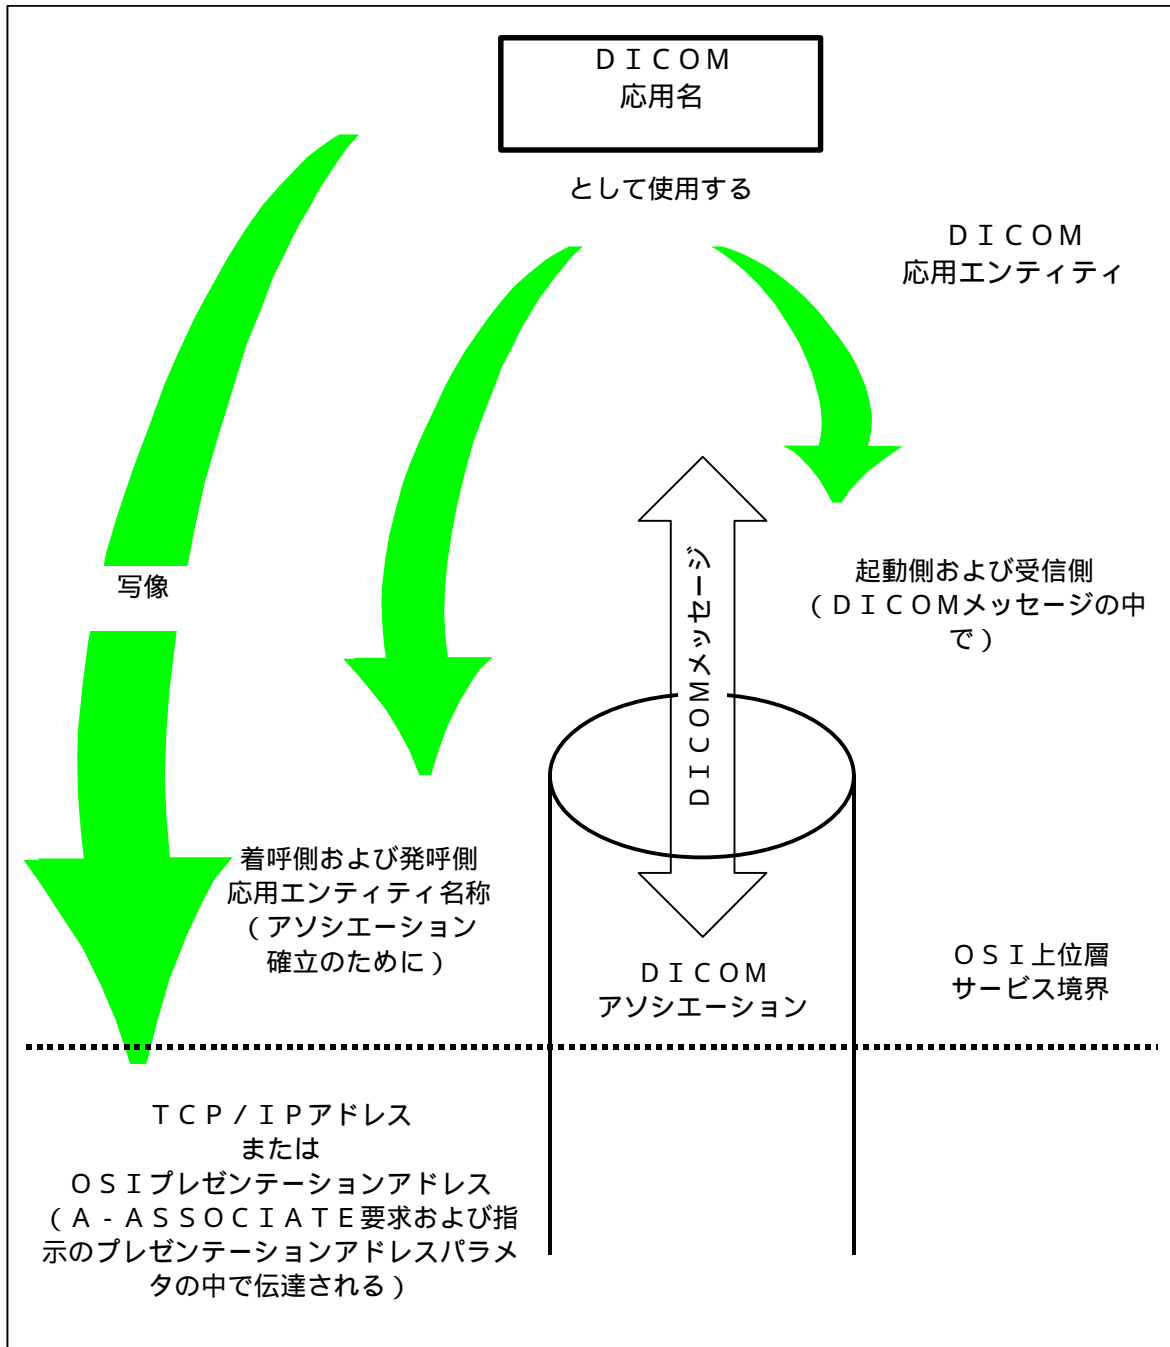 ＤＩＣＯＭ
応用名
として使用する
ＤＩＣＯＭ
応用エンティティ
写像
ＤＩＣＯＭメッセージ
起動側および受信側
（ＤＩＣＯＭメッセージの中
で）
着呼側および発呼側
応用エンティティ名称
（アソシエーション
確立のために）
ＤＩＣＯＭ
アソシエーション
ＯＳＩ上位層
サービス境界
ＴＣＰ／ＩＰアドレス
または
ＯＳＩプレゼンテーションアドレス
（Ａ‐ＡＳＳＯＣＩＡＴＥ要求および指
示のプレゼンテーションアドレスパラメ
タの中で伝達される）